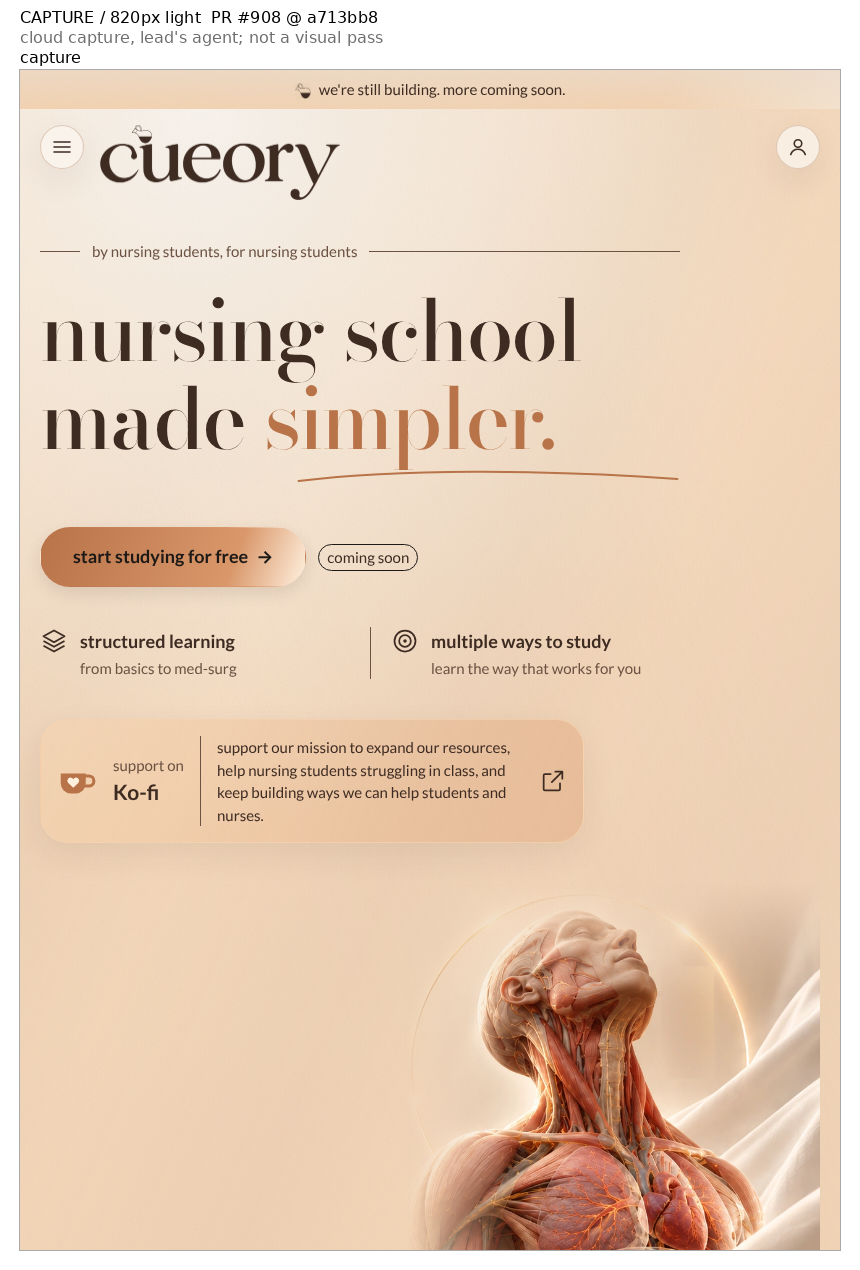 CAPTURE / 820px light  PR #908 @ a713bb8
cloud capture, lead's agent; not a visual pass
capture
we're still building. more coming soon.
cueory
by nursing students, for nursing students
nursing school
made simpler.
start studying for free →
coming soon
structured learning
from basics to med-surg
multiple ways to study
learn the way that works for you
support on
Ko-fi
support our mission to expand our resources,
help nursing students struggling in class, and
keep building ways we can help students and
nurses.